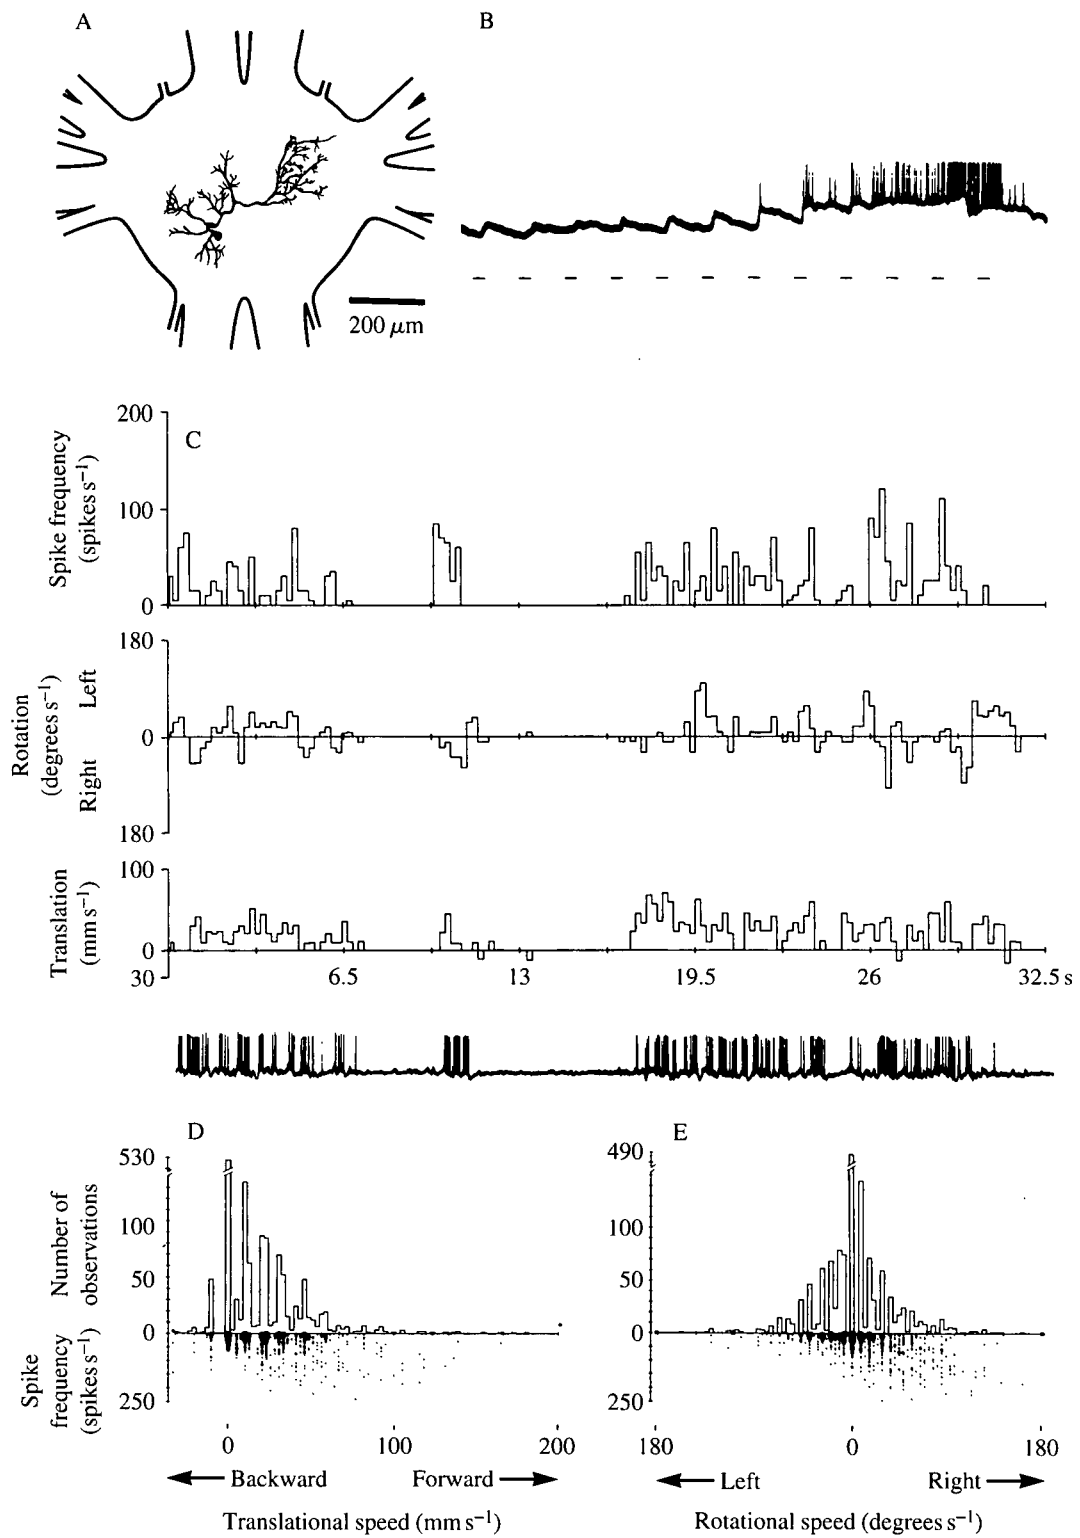 A
B
200 μm
C
200
100
0
Spike frequency
(spikes s⁻¹)
180
0
180
Rotation
(degrees s⁻¹)
Right Left
100
0
30
Translation
(mm s⁻¹)
6.5 13 19.5 26 32.5 s
D
530
100
50
0
250
Number of
observations
Spike
frequency
(spikes s⁻¹)
0 100 200
Backward Forward
Translational speed (mm s⁻¹)
E
490
100
50
0
250
180 0 180
Left Right
Rotational speed (degrees s⁻¹)